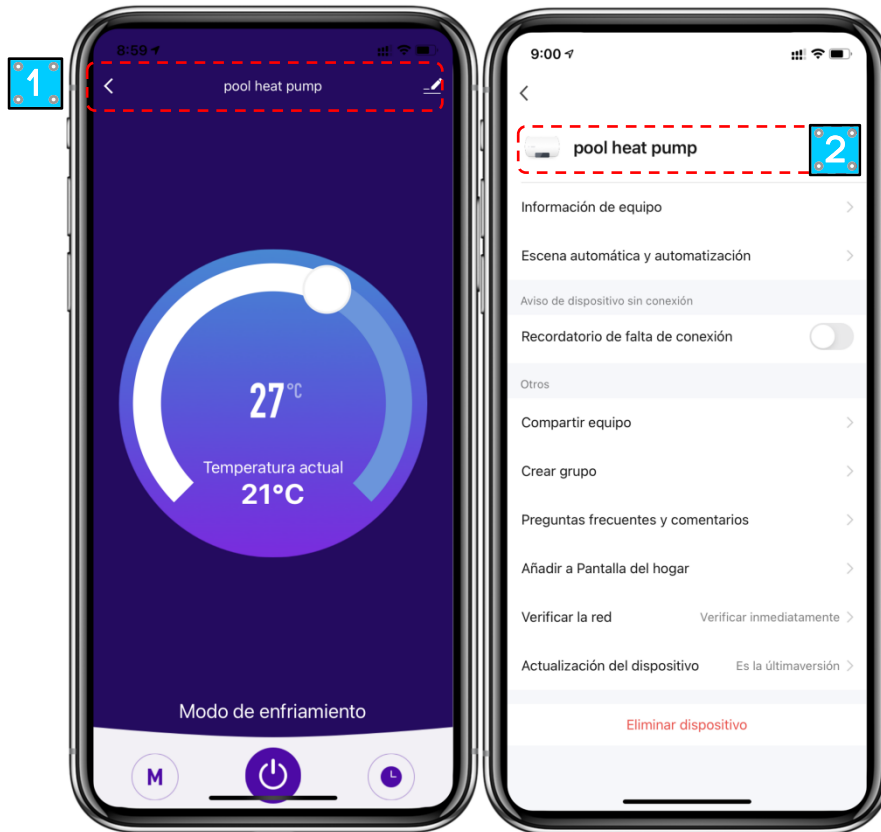 1
8:59
pool heat pump
27°C
Temperatura actual
21°C
Modo de enfriamiento
M
9:00
pool heat pump
2
Información de equipo
Escena automática y automatización
Aviso de dispositivo sin conexión
Recordatorio de falta de conexión
Otros
Compartir equipo
Crear grupo
Preguntas frecuentes y comentarios
Añadir a Pantalla del hogar
Verificar la red Verificar inmediatamente
Actualización del dispositivo Es la últimaversión
Eliminar dispositivo